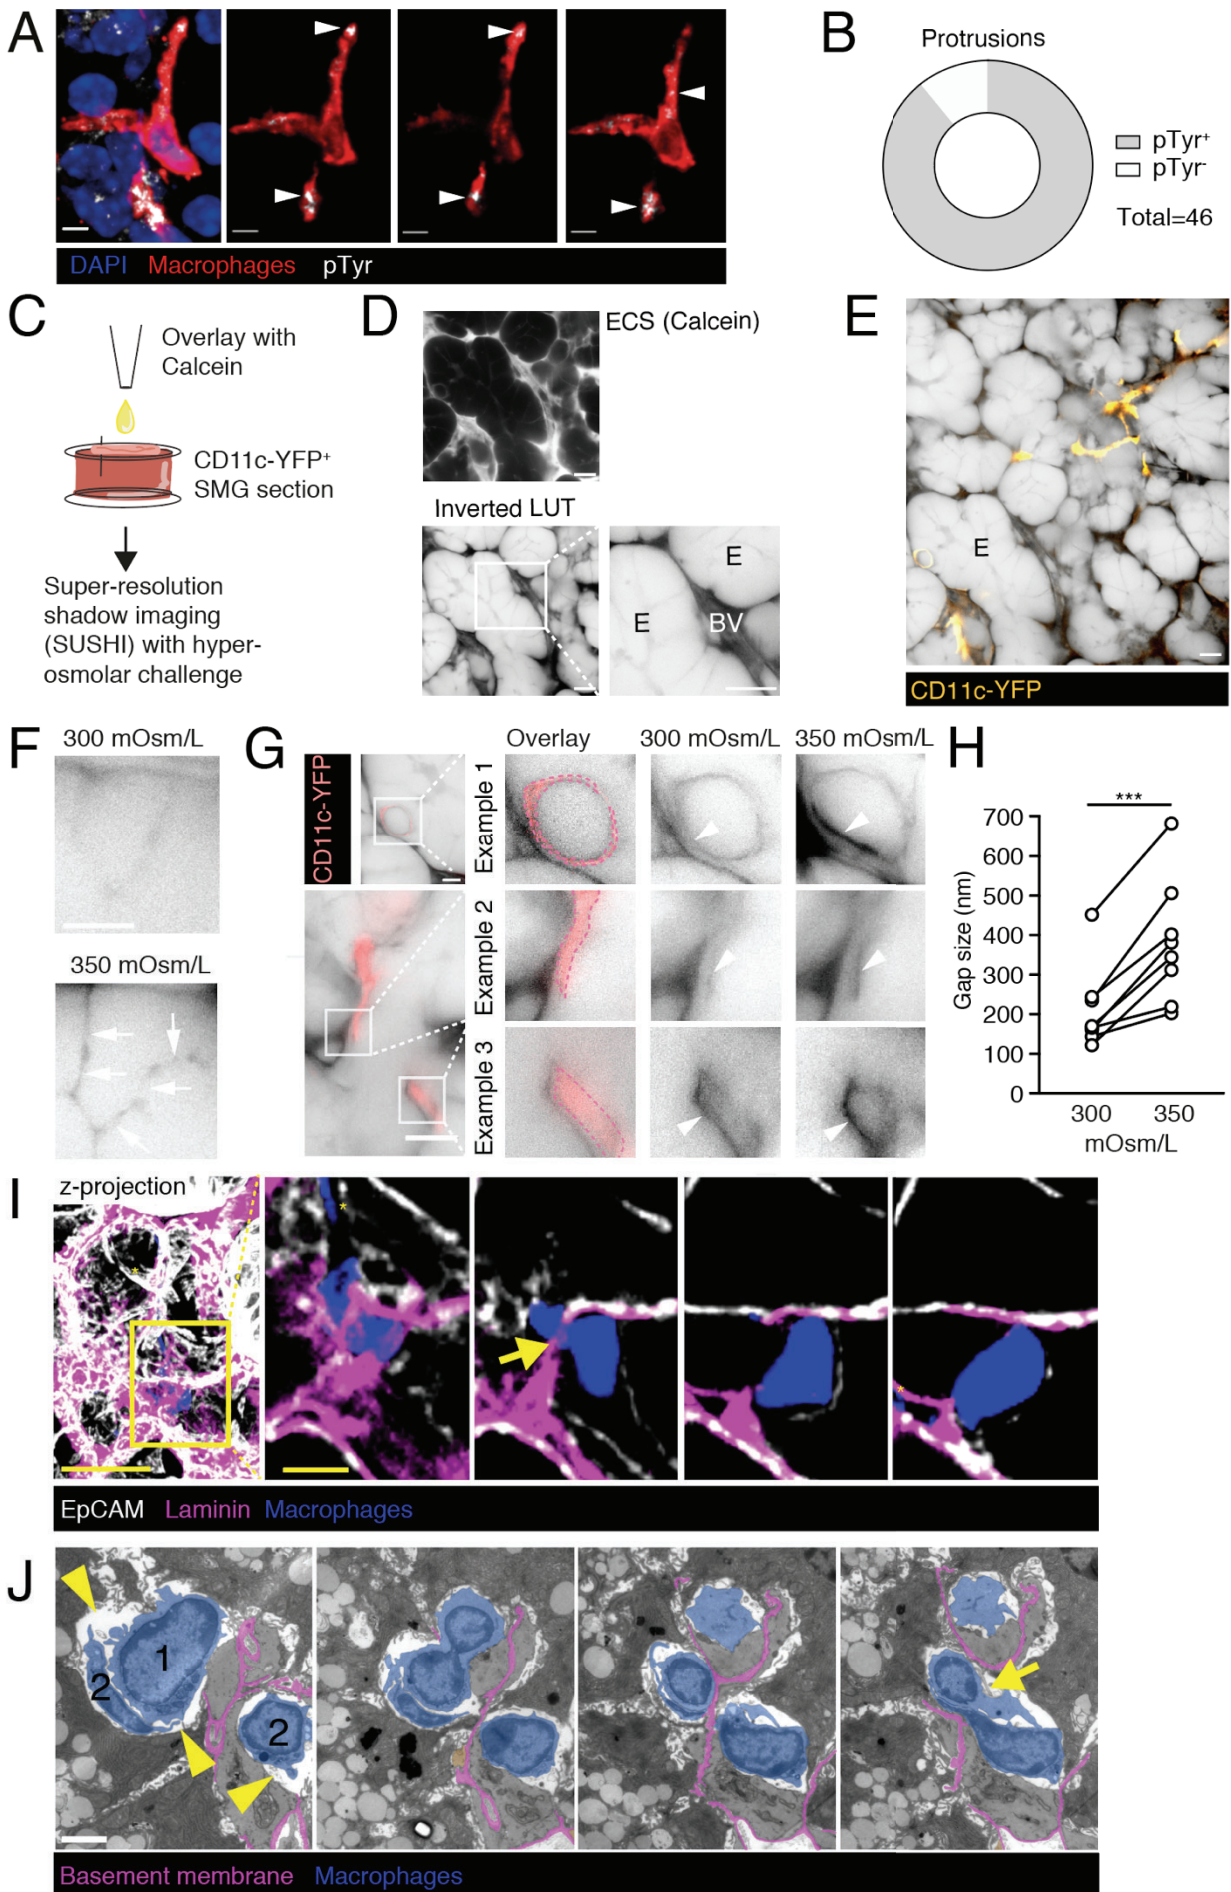 A
DAPI Macrophages pTyr
B
Protrusions
pTyr⁺
pTyr⁻
Total=46
C
Overlay with
Calcein
CD11c-YFP⁺
SMG section
Super-resolution
shadow imaging
(SUSHI) with hyper-
osmolar challenge
D
ECS (Calcein)
Inverted LUT
E
E
BV
E
E
CD11c-YFP
F
300 mOsm/L
350 mOsm/L
G
CD11c-YFP
Overlay
300 mOsm/L
350 mOsm/L
Example 1
Example 2
Example 3
H
***
Gap size (nm)
700
600
500
400
300
200
100
0
300
350
mOsm/L
I
z-projection
*
*
*
EpCAM Laminin Macrophages
J
1
2
2
Basement membrane Macrophages